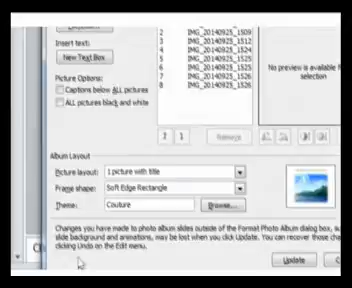 Insert text:
New Text Box
Picture Options:
Captions below ALL pictures
ALL pictures black and white
2 IMG_20140925_1509
3 IMG_20140925_1512
4 IMG_20140925_1524
5 IMG_20140925_1525
6 IMG_20140925_1525
7 IMG_20140925_1526
8 IMG_20140925_1526
No preview is available f
selection
Remove
Album Layout
Picture layout: 1 picture with title
Frame shape: Soft Edge Rectangle
Theme: Couture Browse...
Changes you have made to photo album slides outside of the Format Photo Album dialog box, su
slide background and animations, may be lost when you click Update. You can recover those cha
clicking Undo on the Edit menu.
Update